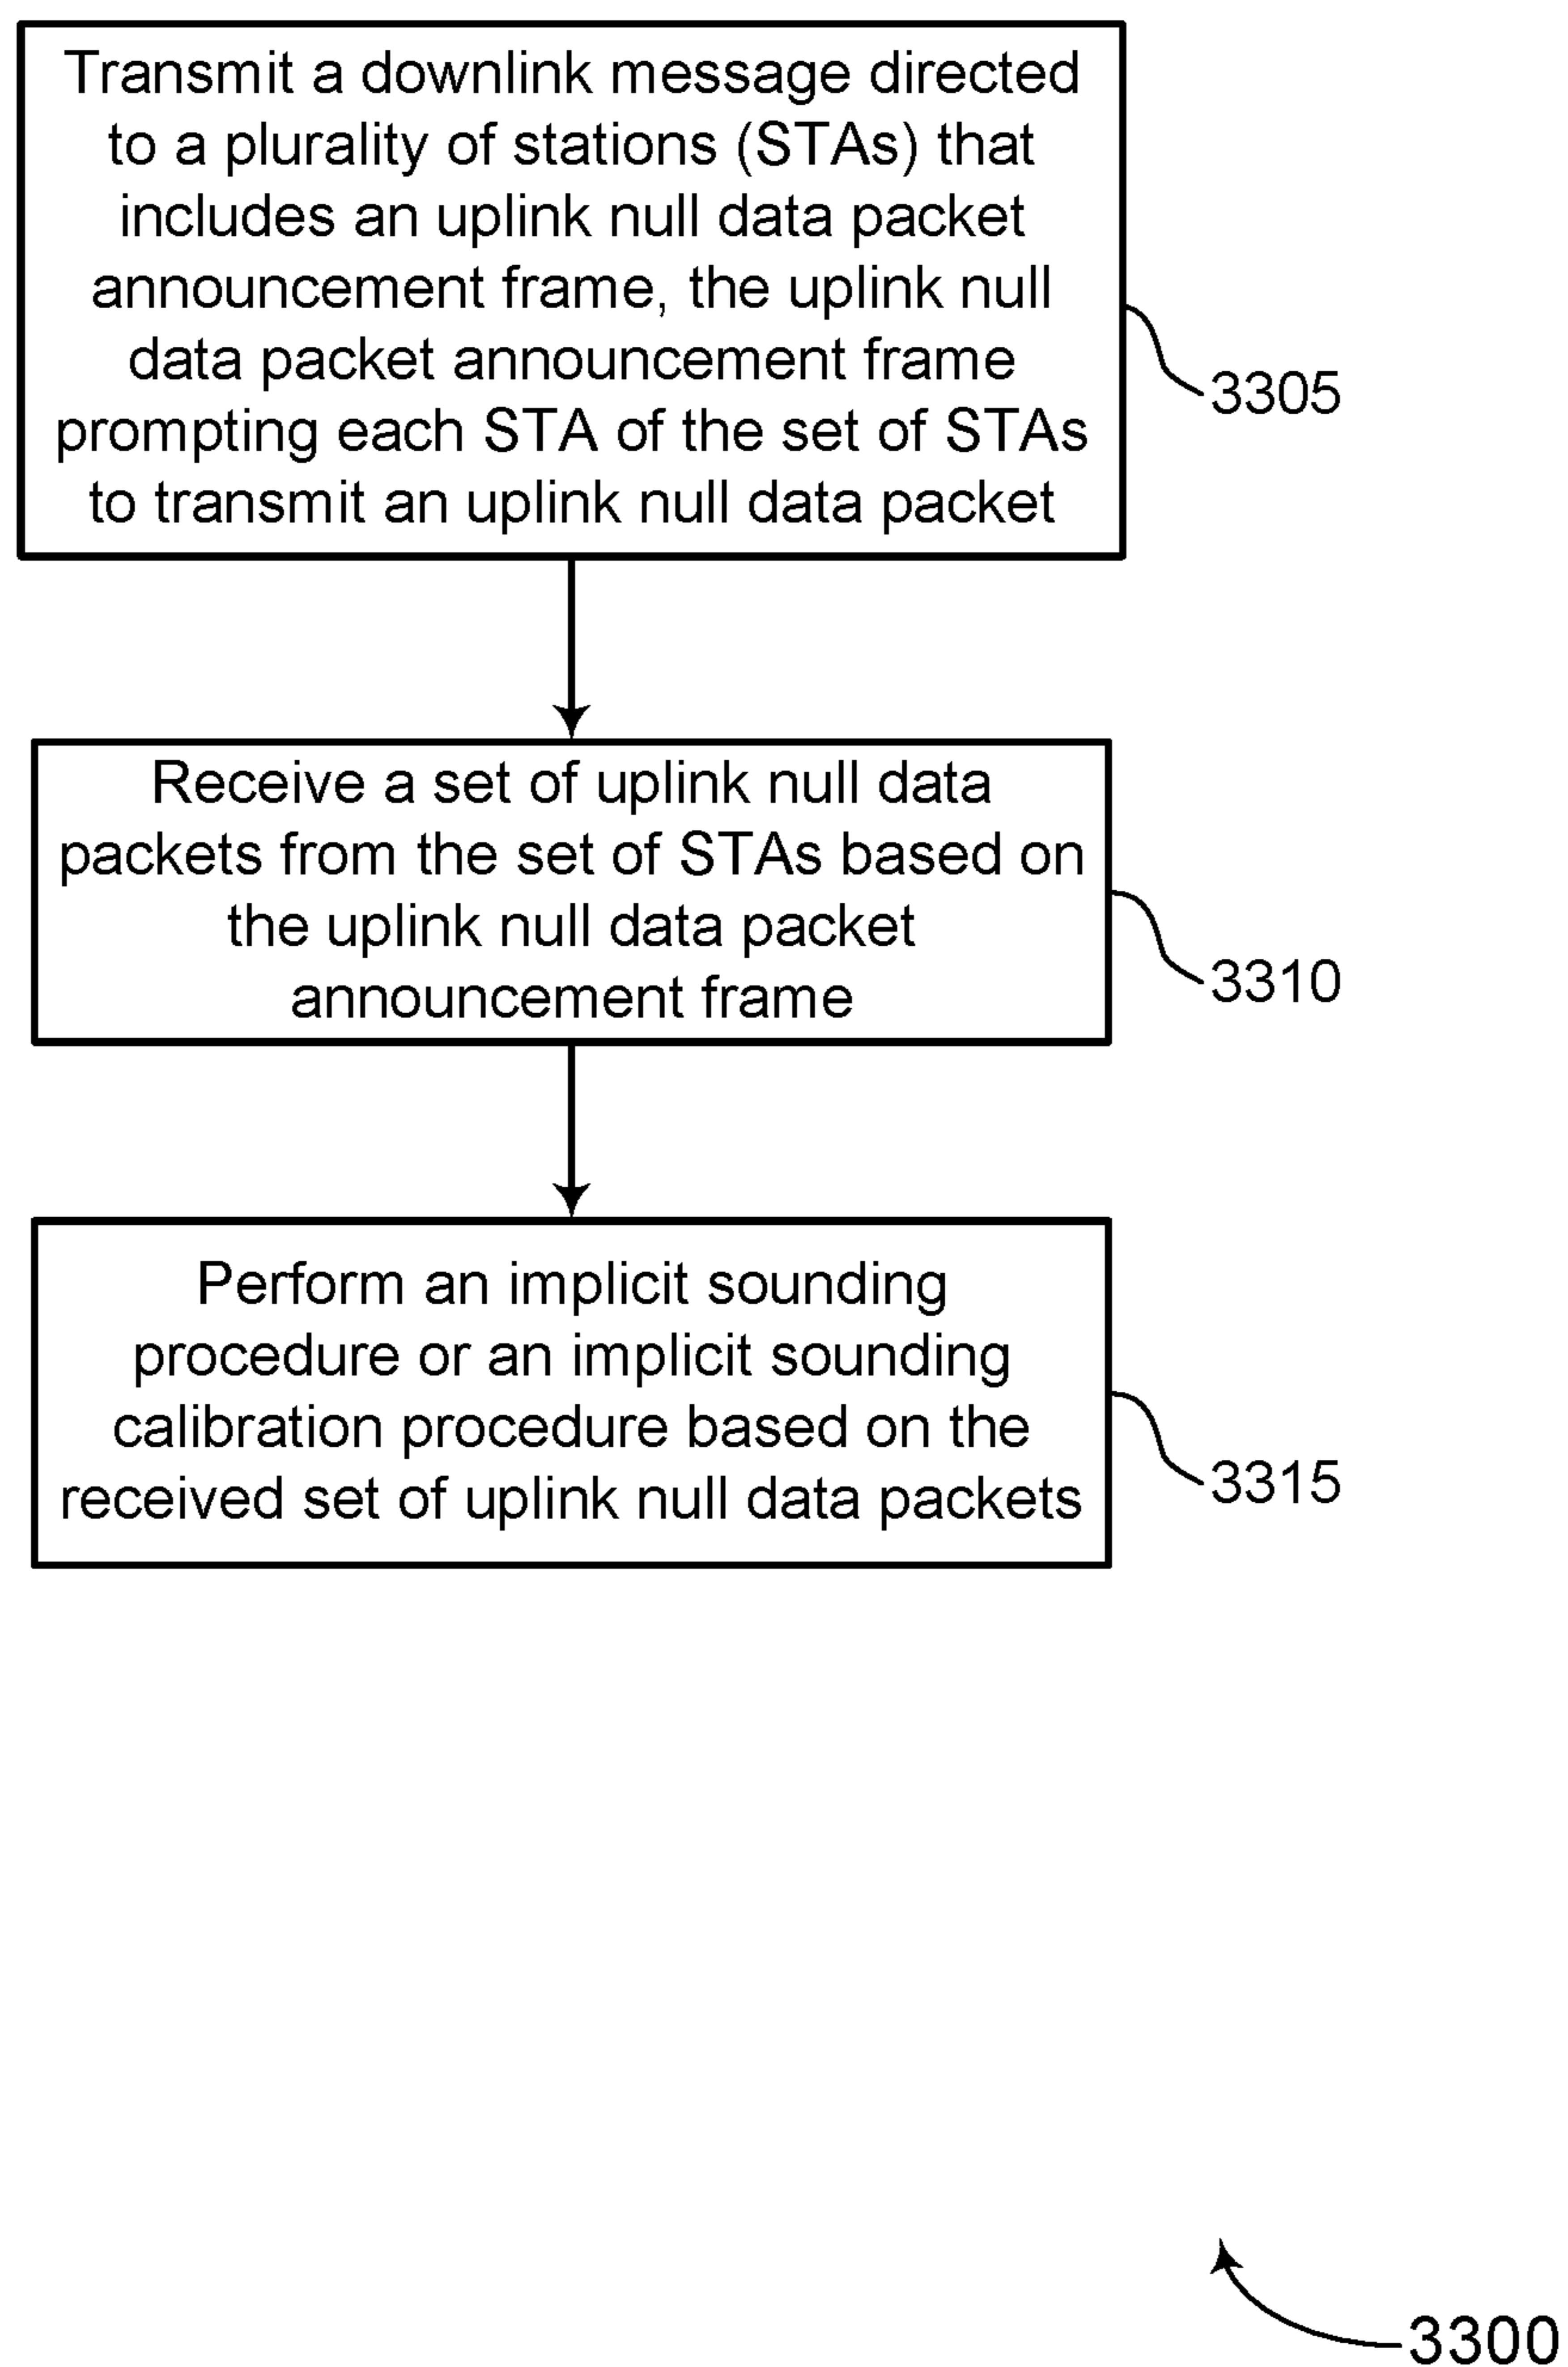 Transmit a downlink message directed
to a plurality of stations (STAs) that
includes an uplink null data packet
announcement frame, the uplink null
data packet announcement frame
prompting each STA of the set of STAs
to transmit an uplink null data packet
3305
Receive a set of uplink null data
packets from the set of STAs based on
the uplink null data packet
announcement frame
3310
Perform an implicit sounding
procedure or an implicit sounding
calibration procedure based on the
received set of uplink null data packets
3315
3300